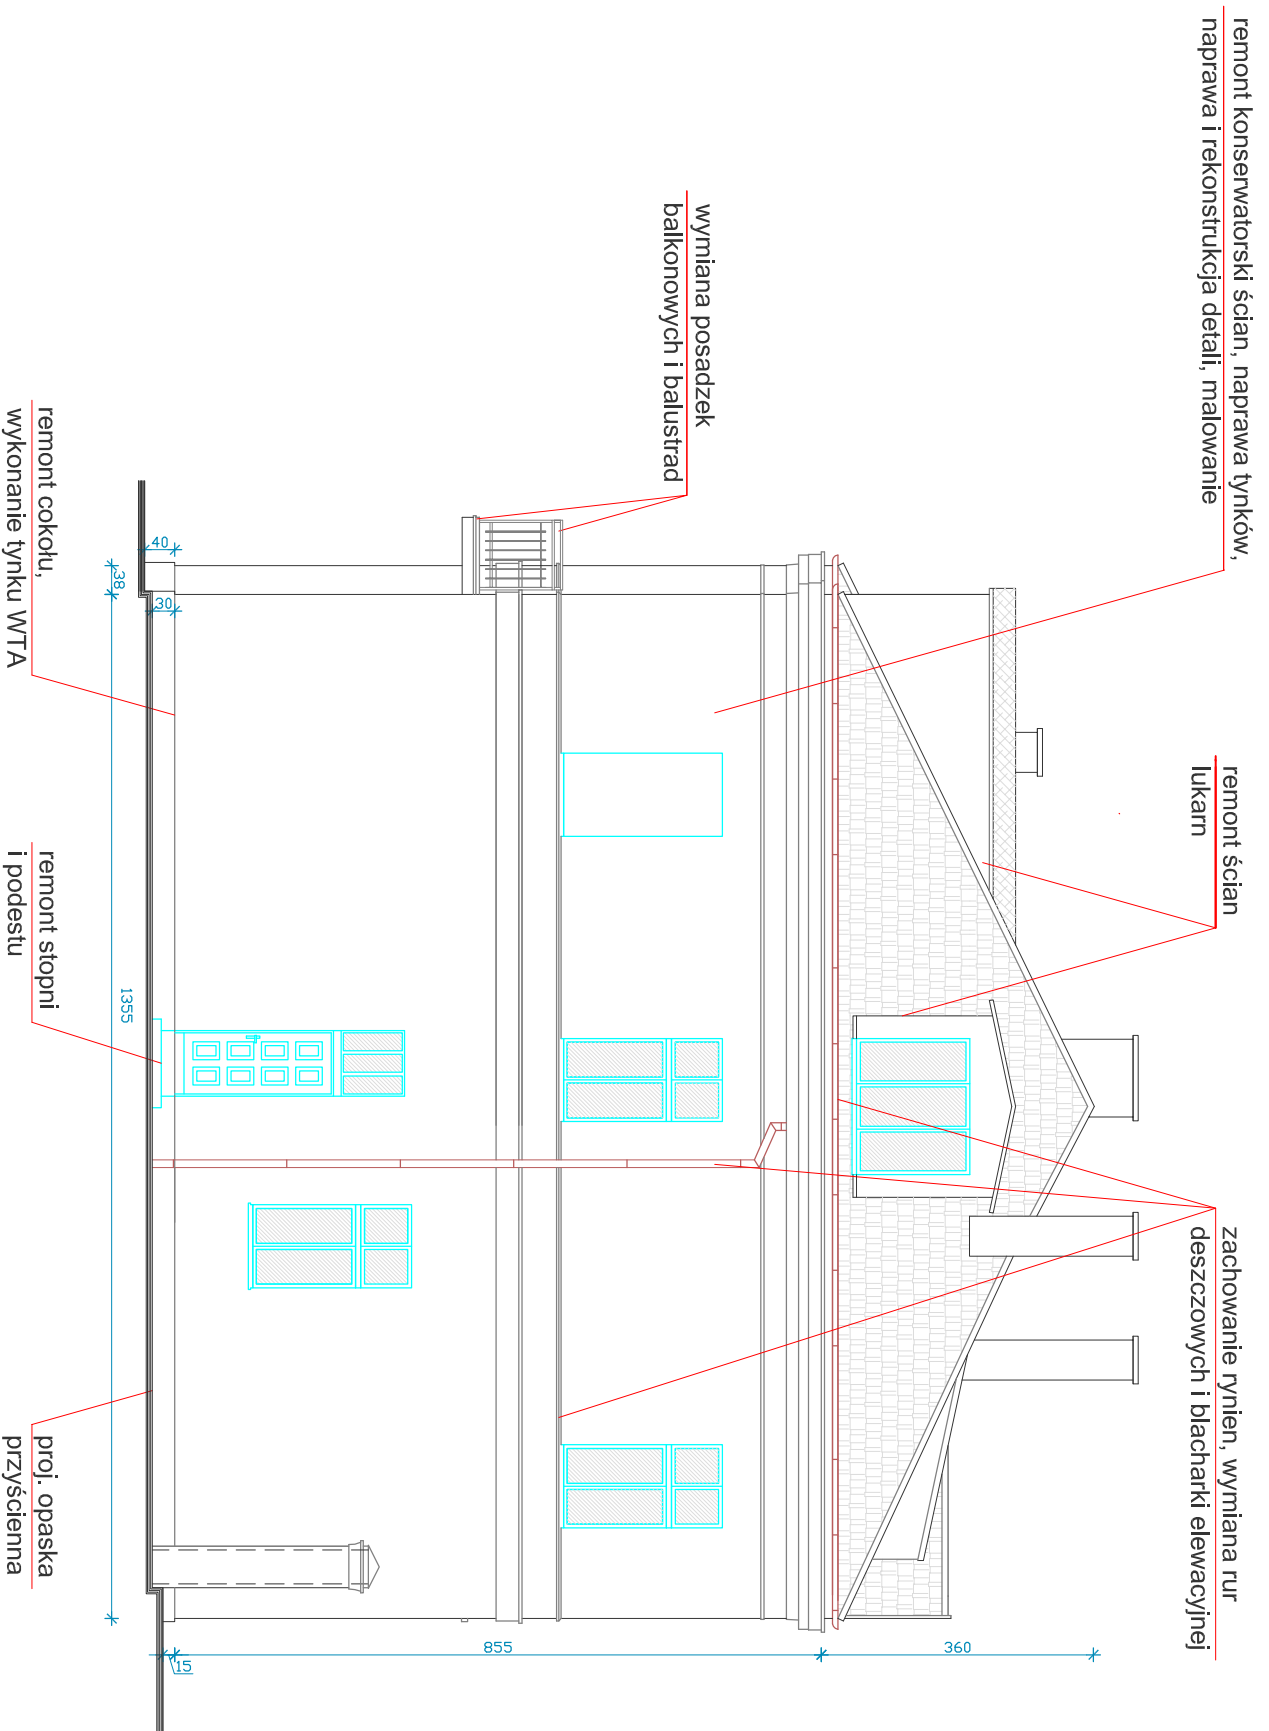 remont konserwatorski ścian, naprawa tynków,
naprawa i rekonstrukcja detali, malowanie
remont ścian
lukarn
zachowanie rynien, wymiana rur
deszczowych i blacharki elewacyjnej
wymiana posadzek
balkonowych i balustrad
360
855
15
40
38
30
1355
remont cokołu,
wykonanie tynku WTA
remont stopni
i podestu
proj. opaska
przyścienna